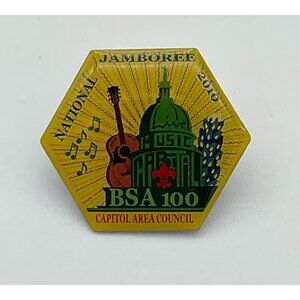 NATIONAL JAMBOREE 2010
MUSIC
CAPITAL
BSA 100
CAPITOL AREA COUNCIL